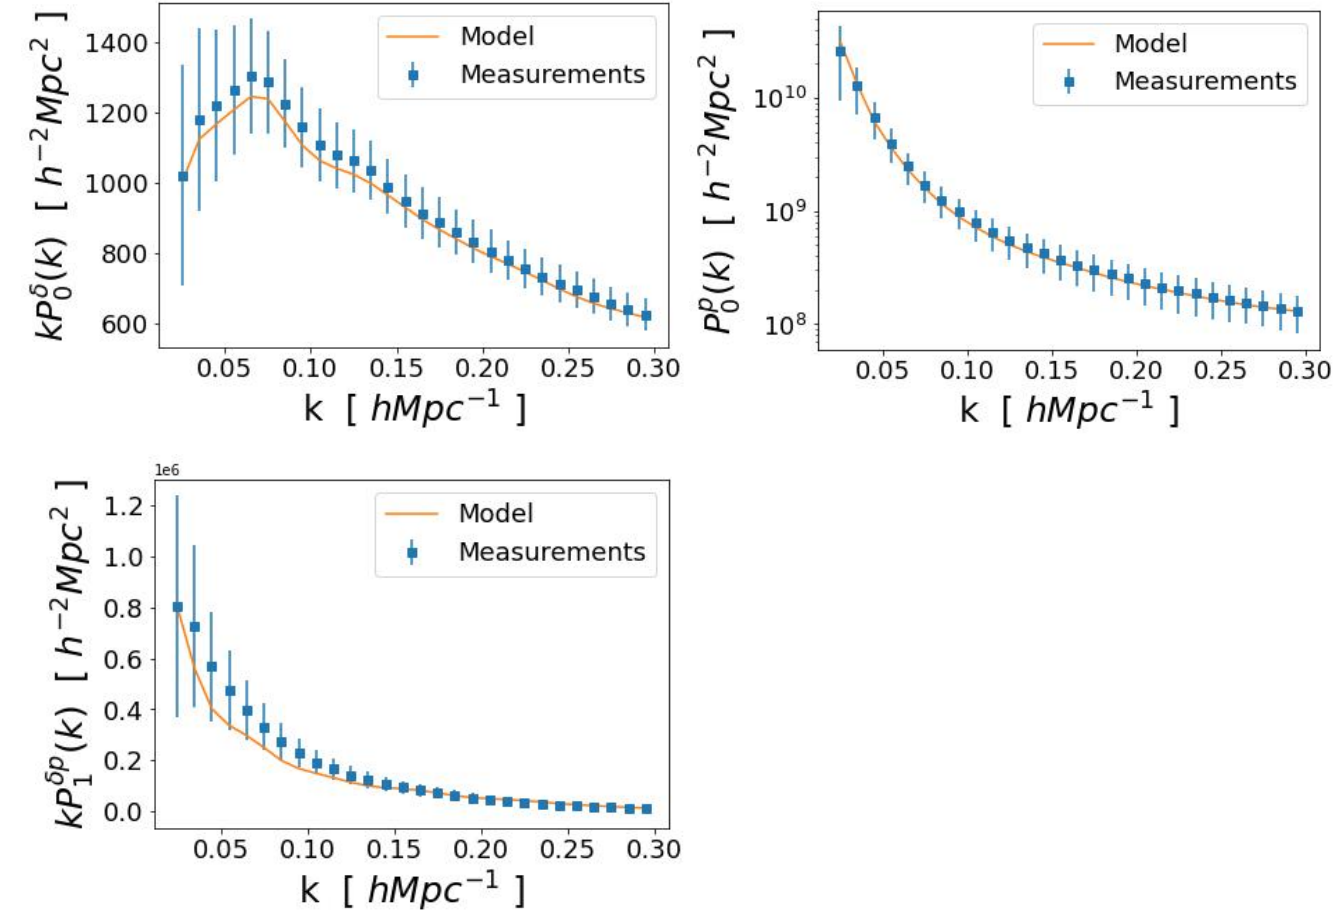 kP₀^δ(k) [ h⁻²Mpc² ]
1400
1200
1000
800
600
Model
Measurements
0.05 0.10 0.15 0.20 0.25 0.30
k [ hMpc⁻¹ ]
P₀^p(k) [ h⁻²Mpc² ]
10¹⁰
10⁹
10⁸
Model
Measurements
0.05 0.10 0.15 0.20 0.25 0.30
k [ hMpc⁻¹ ]
kP₁^δp(k) [ h⁻²Mpc² ]
1e6
1.2
1.0
0.8
0.6
0.4
0.2
0.0
Model
Measurements
0.05 0.10 0.15 0.20 0.25 0.30
k [ hMpc⁻¹ ]